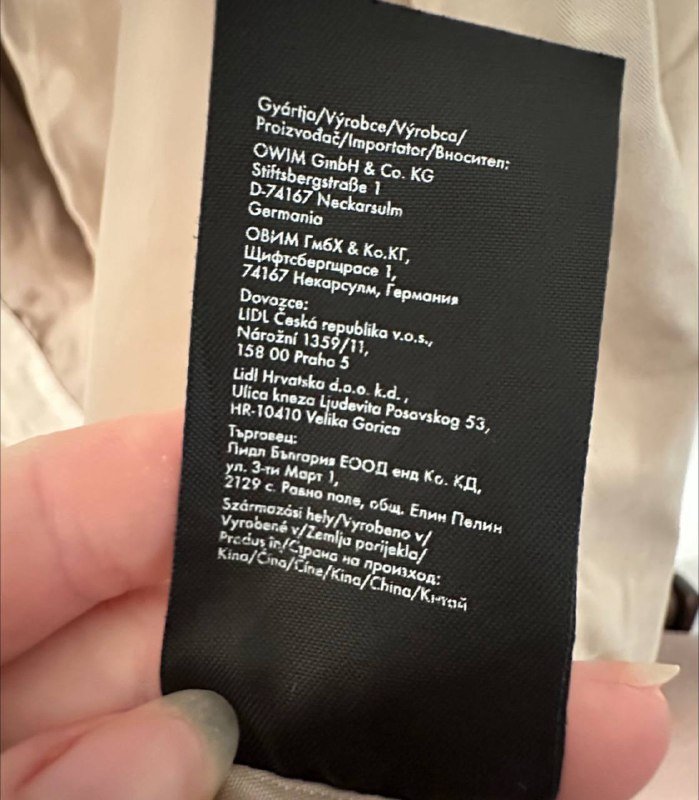 Gyártja/Výrobce/Výrobca/
Proizvođač/Importator/Вносител:
OWIM GmbH & Co. KG
Stiftsbergstraße 1
D-74167 Neckarsulm
Germania
ОВИМ ГмбХ & Ко.КГ,
Щифтсбергщрасе 1,
74167 Некарсулм, Германия
Dovozce:
LIDL Česká republika v.o.s.,
Nárožní 1359/11,
158 00 Praha 5
Lidl Hrvatska d.o.o. k.d.,
Ulica kneza Ljudevita Posavskog 53,
HR-10410 Velika Gorica
Търговец:
Лидл България ЕООД енд Ко. КД,
ул. 3-ти Март 1,
2129 с. Равно поле, общ. Елин Пелин
Származási hely/Vyrobeno v/
Vyrobené v/Zemlja porijekla/
Produs în/Страна на произход:
Kína/Čína/Číne/Kina/China/Китай